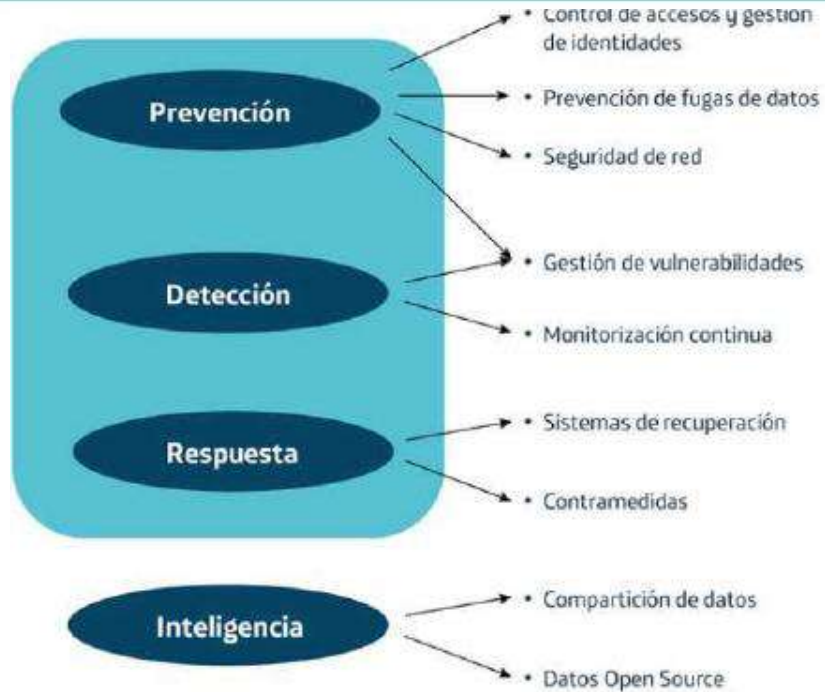 • Control de accesos y gestión
de identidades
Prevención
• Prevención de fugas de datos
• Seguridad de red
• Gestión de vulnerabilidades
Detección
• Monitorización continua
• Sistemas de recuperación
Respuesta
• Contramedidas
• Compartición de datos
Inteligencia
• Datos Open Source